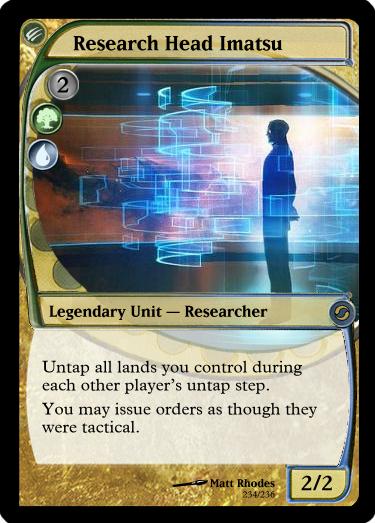 Research Head Imatsu
2
Legendary Unit — Researcher
Untap all lands you control during
each other player's untap step.
You may issue orders as though they
were tactical.
Matt Rhodes
234/236
2/2